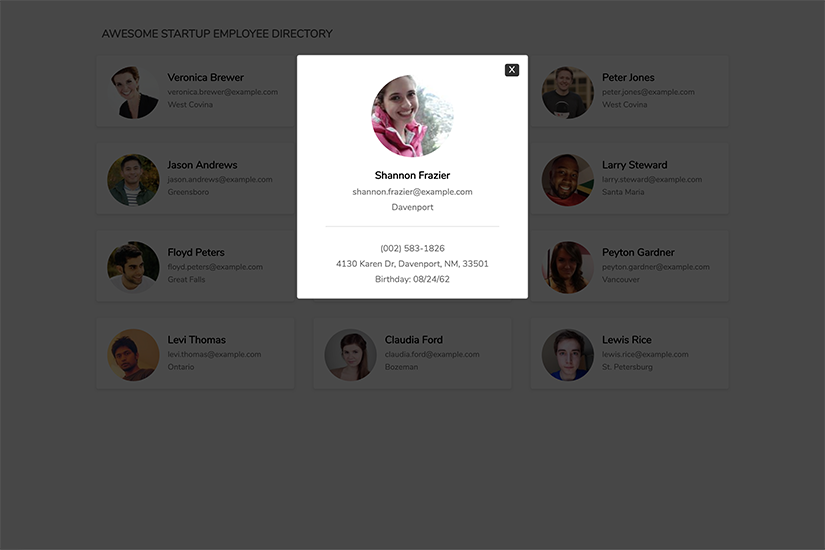 AWESOME STARTUP EMPLOYEE DIRECTORY
Veronica Brewer
veronica.brewer@example.com
West Covina
X
Shannon Frazier
shannon.frazier@example.com
Davenport
(002) 583-1826
4130 Karen Dr, Davenport, NM, 33501
Birthday: 08/24/62
Peter Jones
peter.jones@example.com
West Covina
Jason Andrews
jason.andrews@example.com
Greensboro
Larry Steward
larry.steward@example.com
Santa Maria
Floyd Peters
floyd.peters@example.com
Great Falls
Peyton Gardner
peyton.gardner@example.com
Vancouver
Levi Thomas
levi.thomas@example.com
Ontario
Claudia Ford
claudia.ford@example.com
Bozeman
Lewis Rice
lewis.rice@example.com
St. Petersburg